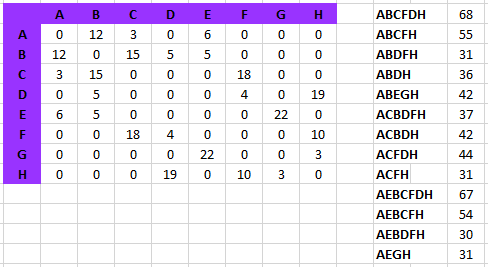 A B C D E F G H ABCFDH 68
A 0 12 3 0 6 0 0 0 ABCFH 55
B 12 0 15 5 5 0 0 0 ABDFH 31
C 3 15 0 0 0 18 0 0 ABDH 36
D 0 5 0 0 0 4 0 19 ABEGH 42
E 6 5 0 0 0 0 22 0 ACBDFH 37
F 0 0 18 4 0 0 0 10 ACBDH 42
G 0 0 0 0 22 0 0 3 ACFDH 44
H 0 0 0 19 0 10 3 0 ACFH 31
AEBCFDH 67
AEBCFH 54
AEBDFH 30
AEGH 31